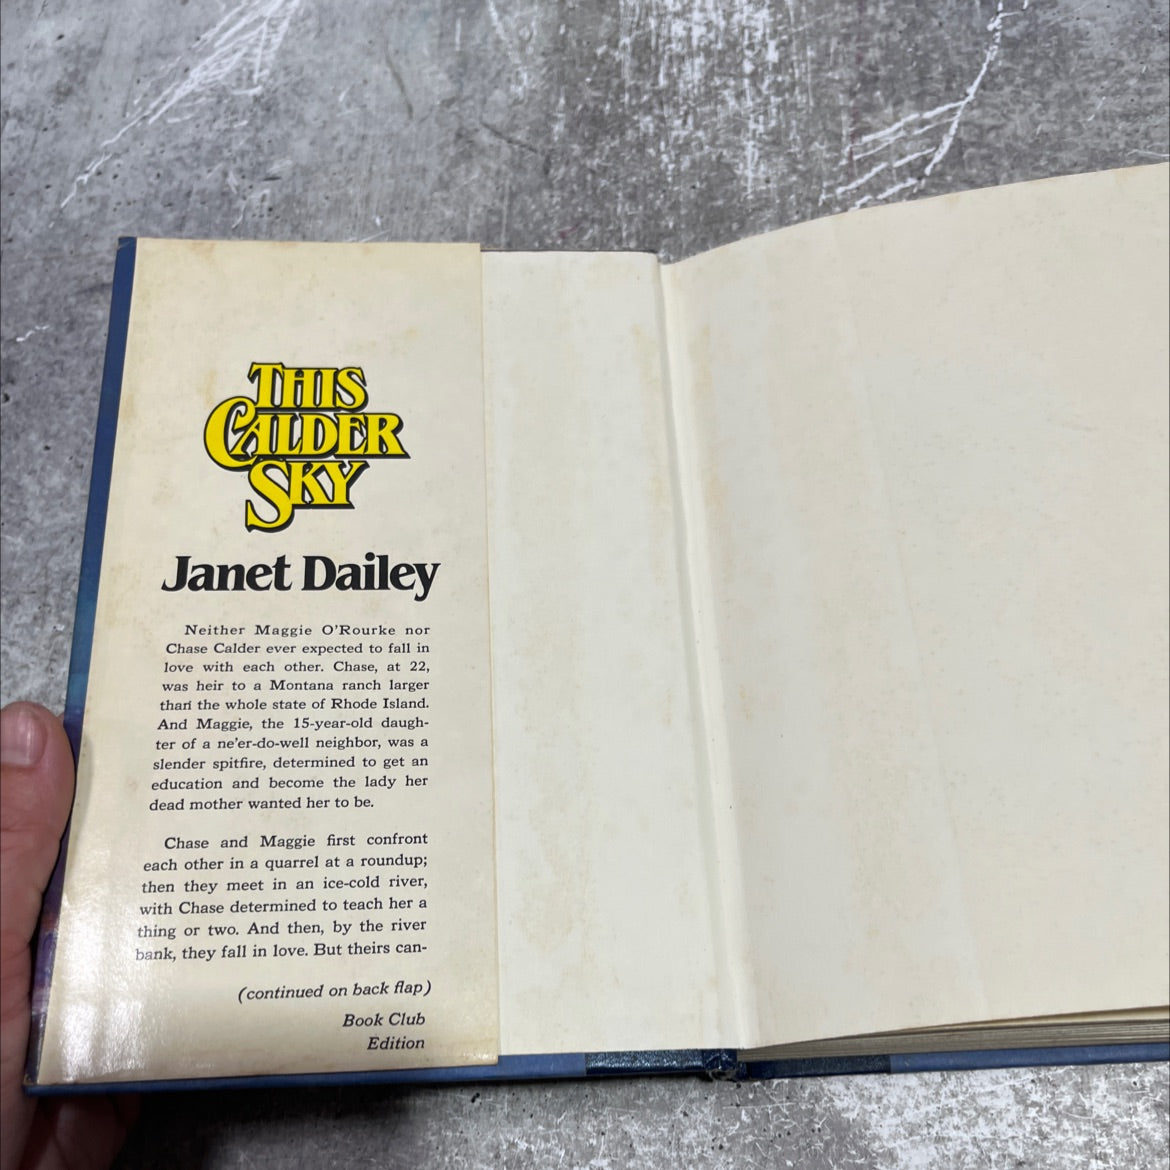 THIS
CALDER
SKY
Janet Dailey
Neither Maggie O'Rourke nor
Chase Calder ever expected to fall in
love with each other. Chase, at 22,
was heir to a Montana ranch larger
than the whole state of Rhode Island.
And Maggie, the 15-year-old daugh-
ter of a ne'er-do-well neighbor, was a
slender spitfire, determined to get an
education and become the lady her
dead mother wanted her to be.
Chase and Maggie first confront
each other in a quarrel at a roundup;
then they meet in an ice-cold river,
with Chase determined to teach her a
thing or two. And then, by the river
bank, they fall in love. But theirs can-
(continued on back flap)
Book Club
Edition